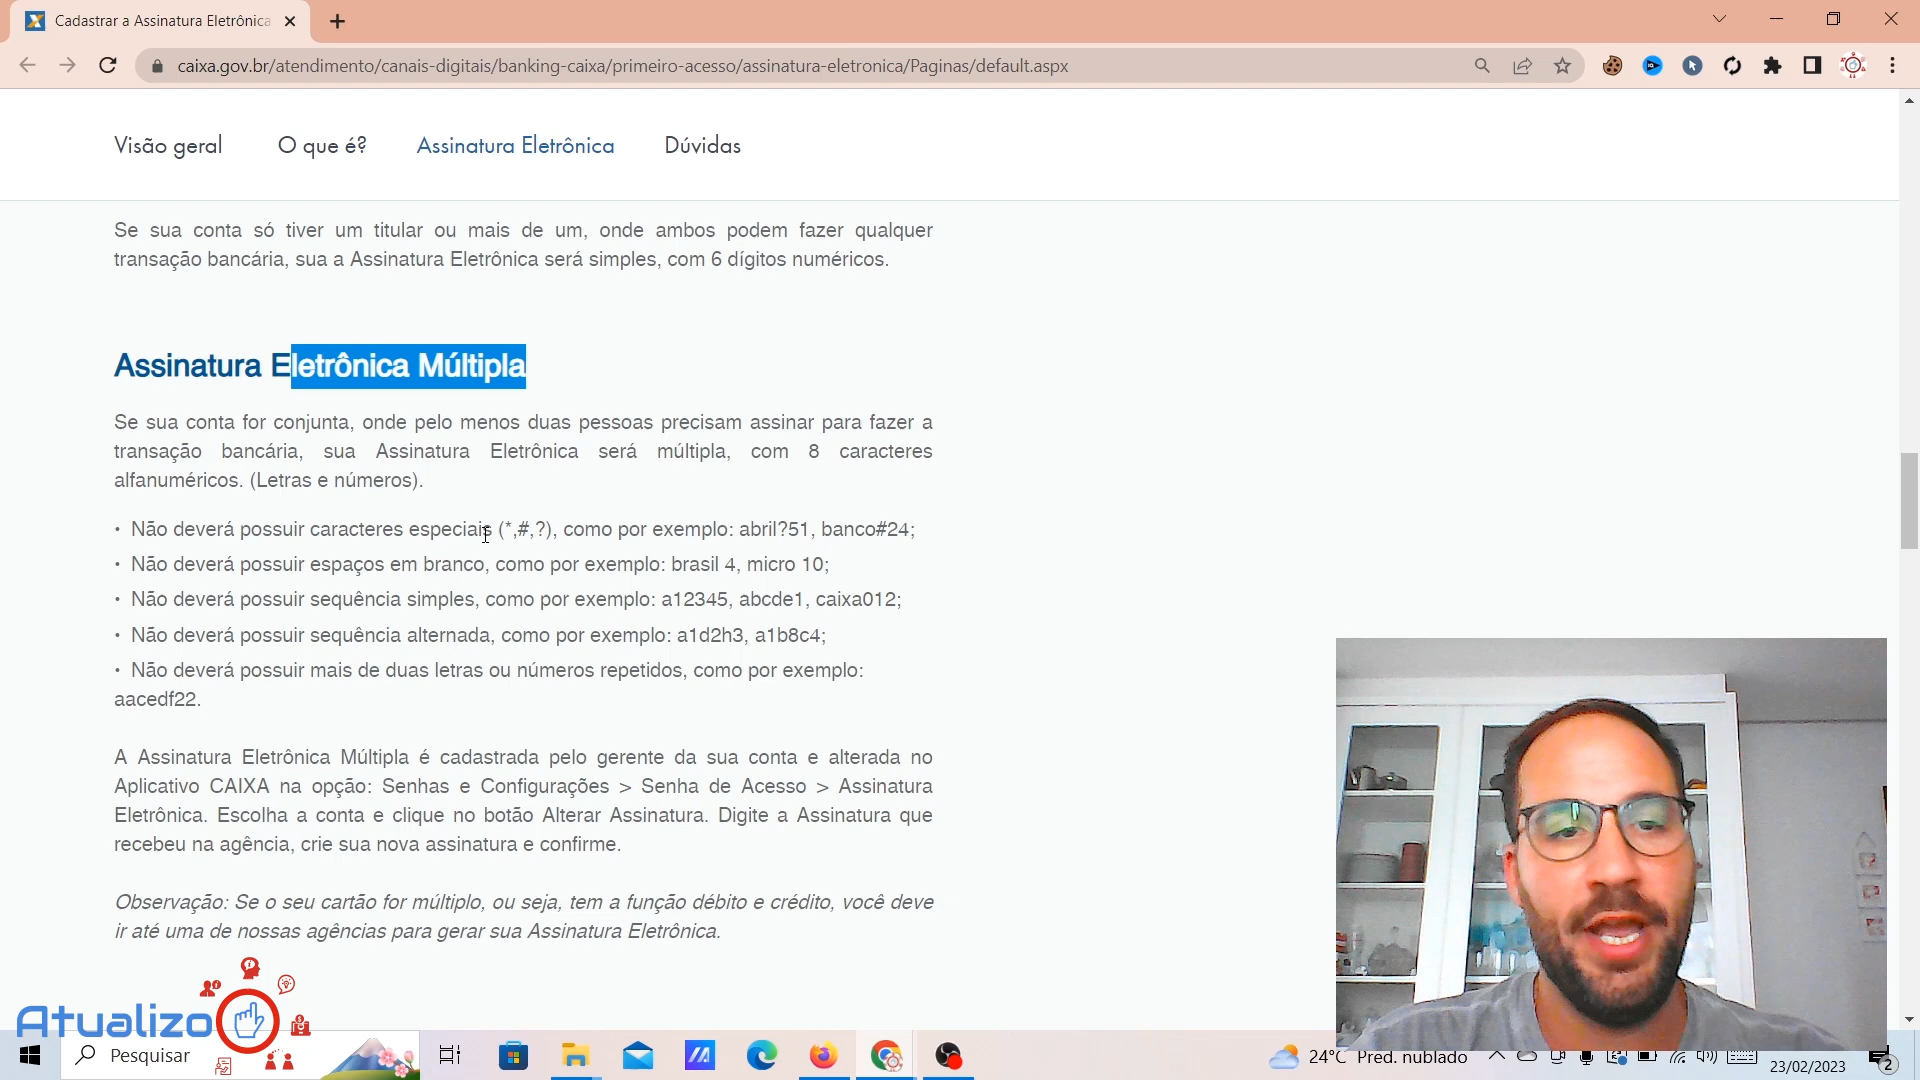 Cadastrar a Assinatura Eletrônica
caixa.gov.br/atendimento/canais-digitais/banking-caixa/primeiro-acesso/assinatura-eletronica/Paginas/default.aspx
Visão geral
O que é?
Assinatura Eletrônica
Dúvidas
Se sua conta só tiver um titular ou mais de um, onde ambos podem fazer qualquer
transação bancária, sua a Assinatura Eletrônica será simples, com 6 dígitos numéricos.
Assinatura Eletrônica Múltipla
Se sua conta for conjunta, onde pelo menos duas pessoas precisam assinar para fazer a
transação bancária, sua Assinatura Eletrônica será múltipla, com 8 caracteres
alfanuméricos. (Letras e números).
• Não deverá possuir caracteres especiais (*,#,?), como por exemplo: abril?51, banco#24;
• Não deverá possuir espaços em branco, como por exemplo: brasil 4, micro 10;
• Não deverá possuir sequência simples, como por exemplo: a12345, abcde1, caixa012;
• Não deverá possuir sequência alternada, como por exemplo: a1d2h3, a1b8c4;
• Não deverá possuir mais de duas letras ou números repetidos, como por exemplo:
aacedf22.
A Assinatura Eletrônica Múltipla é cadastrada pelo gerente da sua conta e alterada no
Aplicativo CAIXA na opção: Senhas e Configurações > Senha de Acesso > Assinatura
Eletrônica. Escolha a conta e clique no botão Alterar Assinatura. Digite a Assinatura que
recebeu na agência, crie sua nova assinatura e confirme.
Observação: Se o seu cartão for múltiplo, ou seja, tem a função débito e crédito, você deve
ir até uma de nossas agências para gerar sua Assinatura Eletrônica.
Atualizo
Pesquisar
24°C Pred. nublado
23/02/2023
2